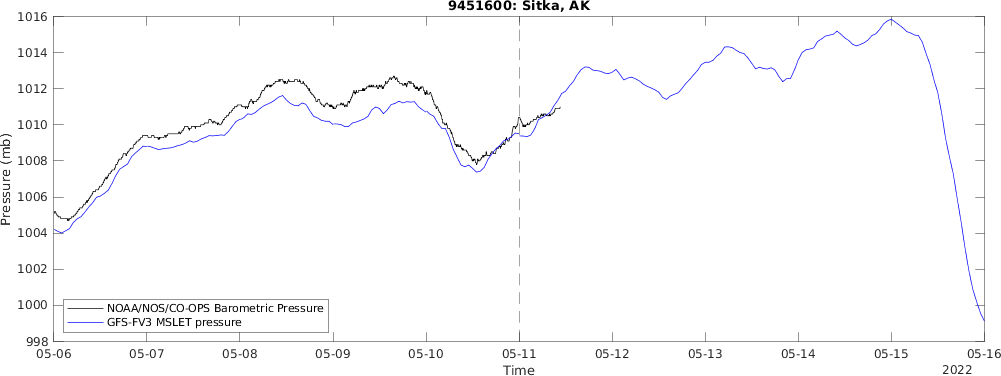 9451600: Sitka, AK
Pressure (mb)
1016
1014
1012
1010
1008
1006
1004
1002
1000
998
NOAA/NOS/CO-OPS Barometric Pressure
GFS-FV3 MSLET pressure
05-06 05-07 05-08 05-09 05-10 05-11 05-12 05-13 05-14 05-15 05-16
Time
2022